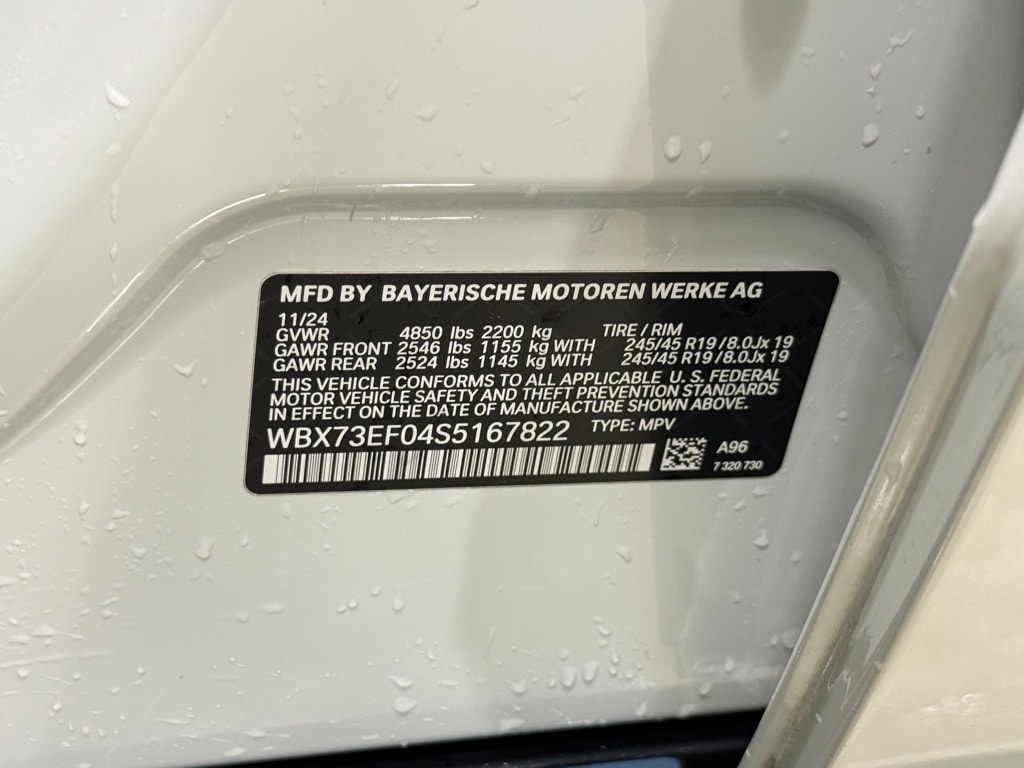 MFD BY BAYERISCHE MOTOREN WERKE AG
11/24
GVWR 4850 lbs 2200 kg TIRE / RIM
GAWR FRONT 2546 lbs 1155 kg WITH 245/45 R19/8.0Jx19
GAWR REAR 2524 lbs 1145 kg WITH 245/45 R19/8.0Jx19
THIS VEHICLE CONFORMS TO ALL APPLICABLE U. S. FEDERAL
MOTOR VEHICLE SAFETY AND THEFT PREVENTION STANDARDS
IN EFFECT ON THE DATE OF MANUFACTURE SHOWN ABOVE.
WBX73EF04S5167822 TYPE: MPV
A96
7 320 730